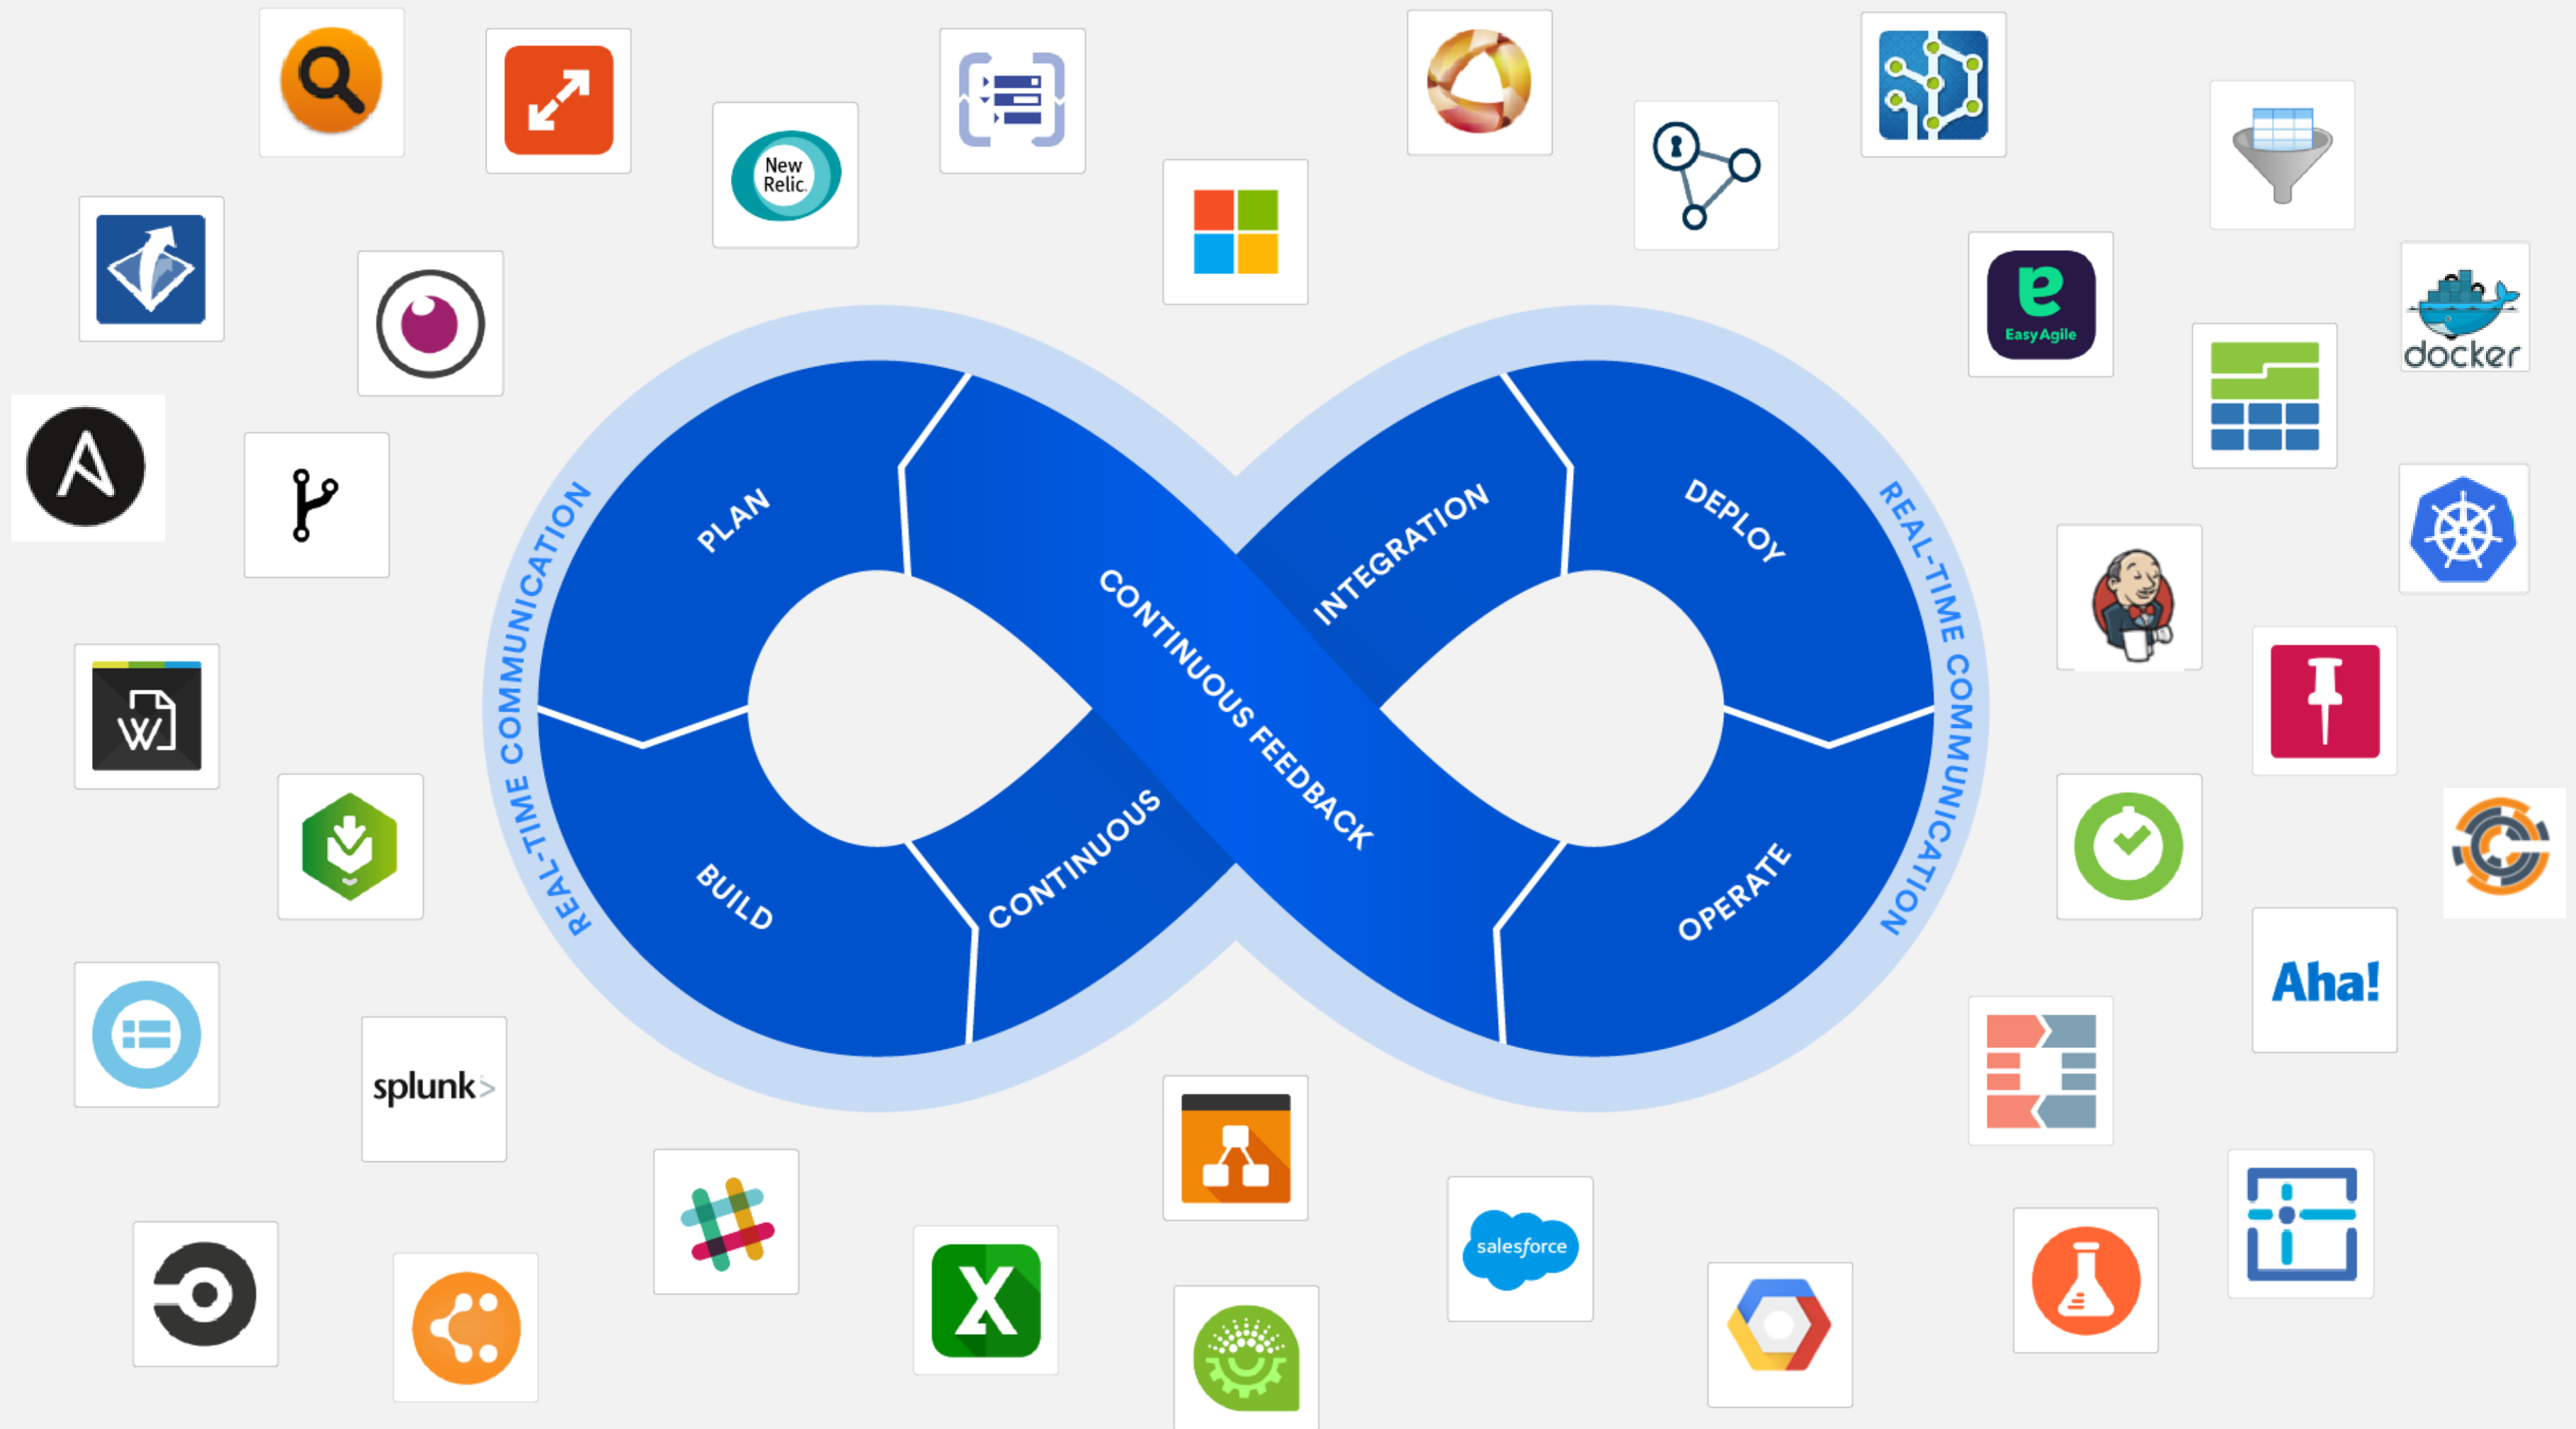 New
Relic.
EasyAgile
docker
PLAN
INTEGRATION
DEPLOY
REAL-TIME COMMUNICATION
CONTINUOUS FEEDBACK
REAL-TIME COMMUNICATION
W
BUILD
CONTINUOUS
OPERATE
Aha!
splunk>
salesforce
X